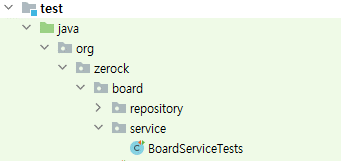 test
java
org
zerock
board
repository
service
BoardServiceTests